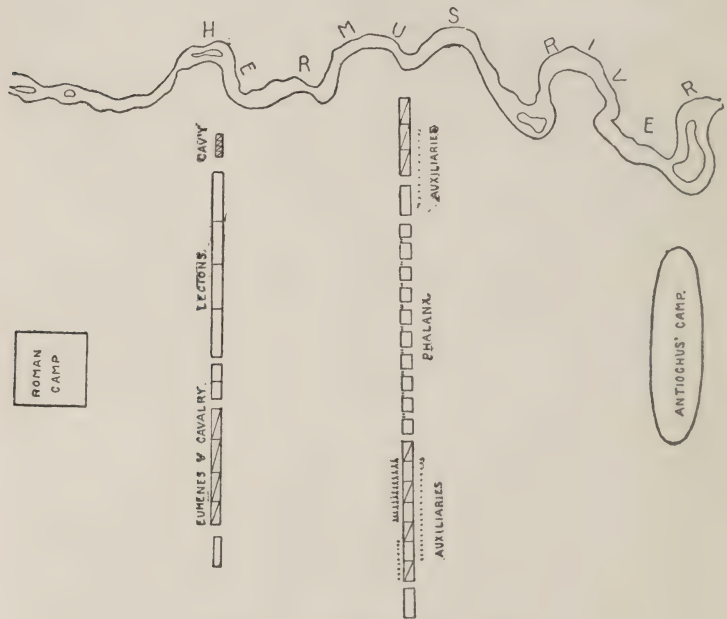 HERMUS RIVER
CAV'Y
LEGIONS.
EUMENES & CAVALRY.
ROMAN
CAMP
AUXILIARIES
PHALANX
AUXILIARIES
ANTIOCHUS' CAMP.